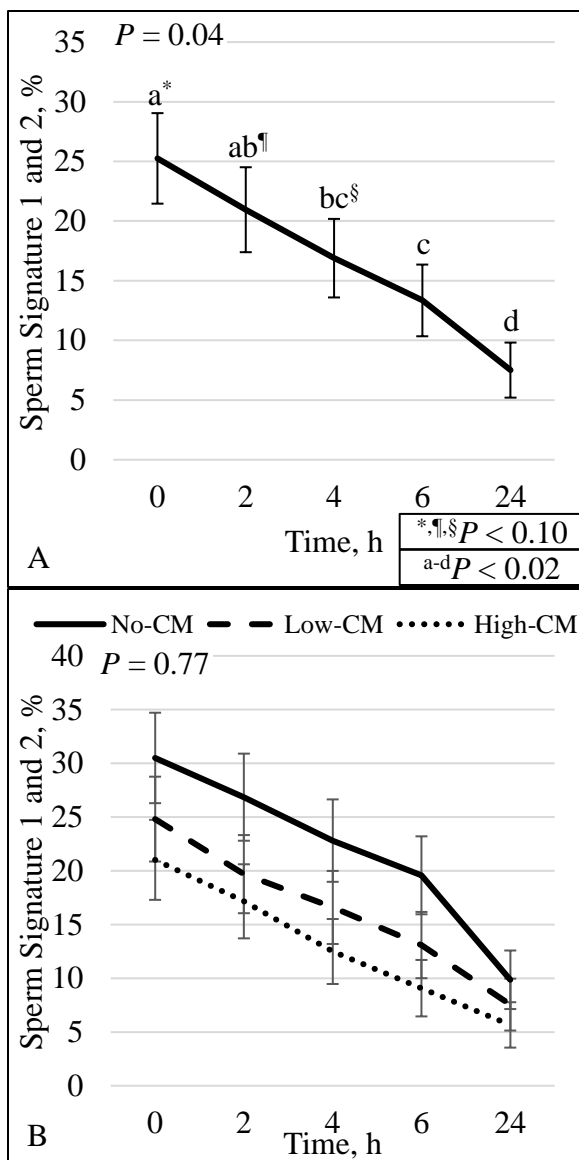 P = 0.04
35
30
25
20
15
10
5
0
Sperm Signature 1 and 2, %
a*
ab¶
bc§
c
d
0 2 4 6 24
Time, h
*,¶,§P < 0.10
a-dP < 0.02
A
No-CM Low-CM High-CM
P = 0.77
40
35
30
25
20
15
10
5
0
Sperm Signature 1 and 2, %
0 2 4 6 24
Time, h
B